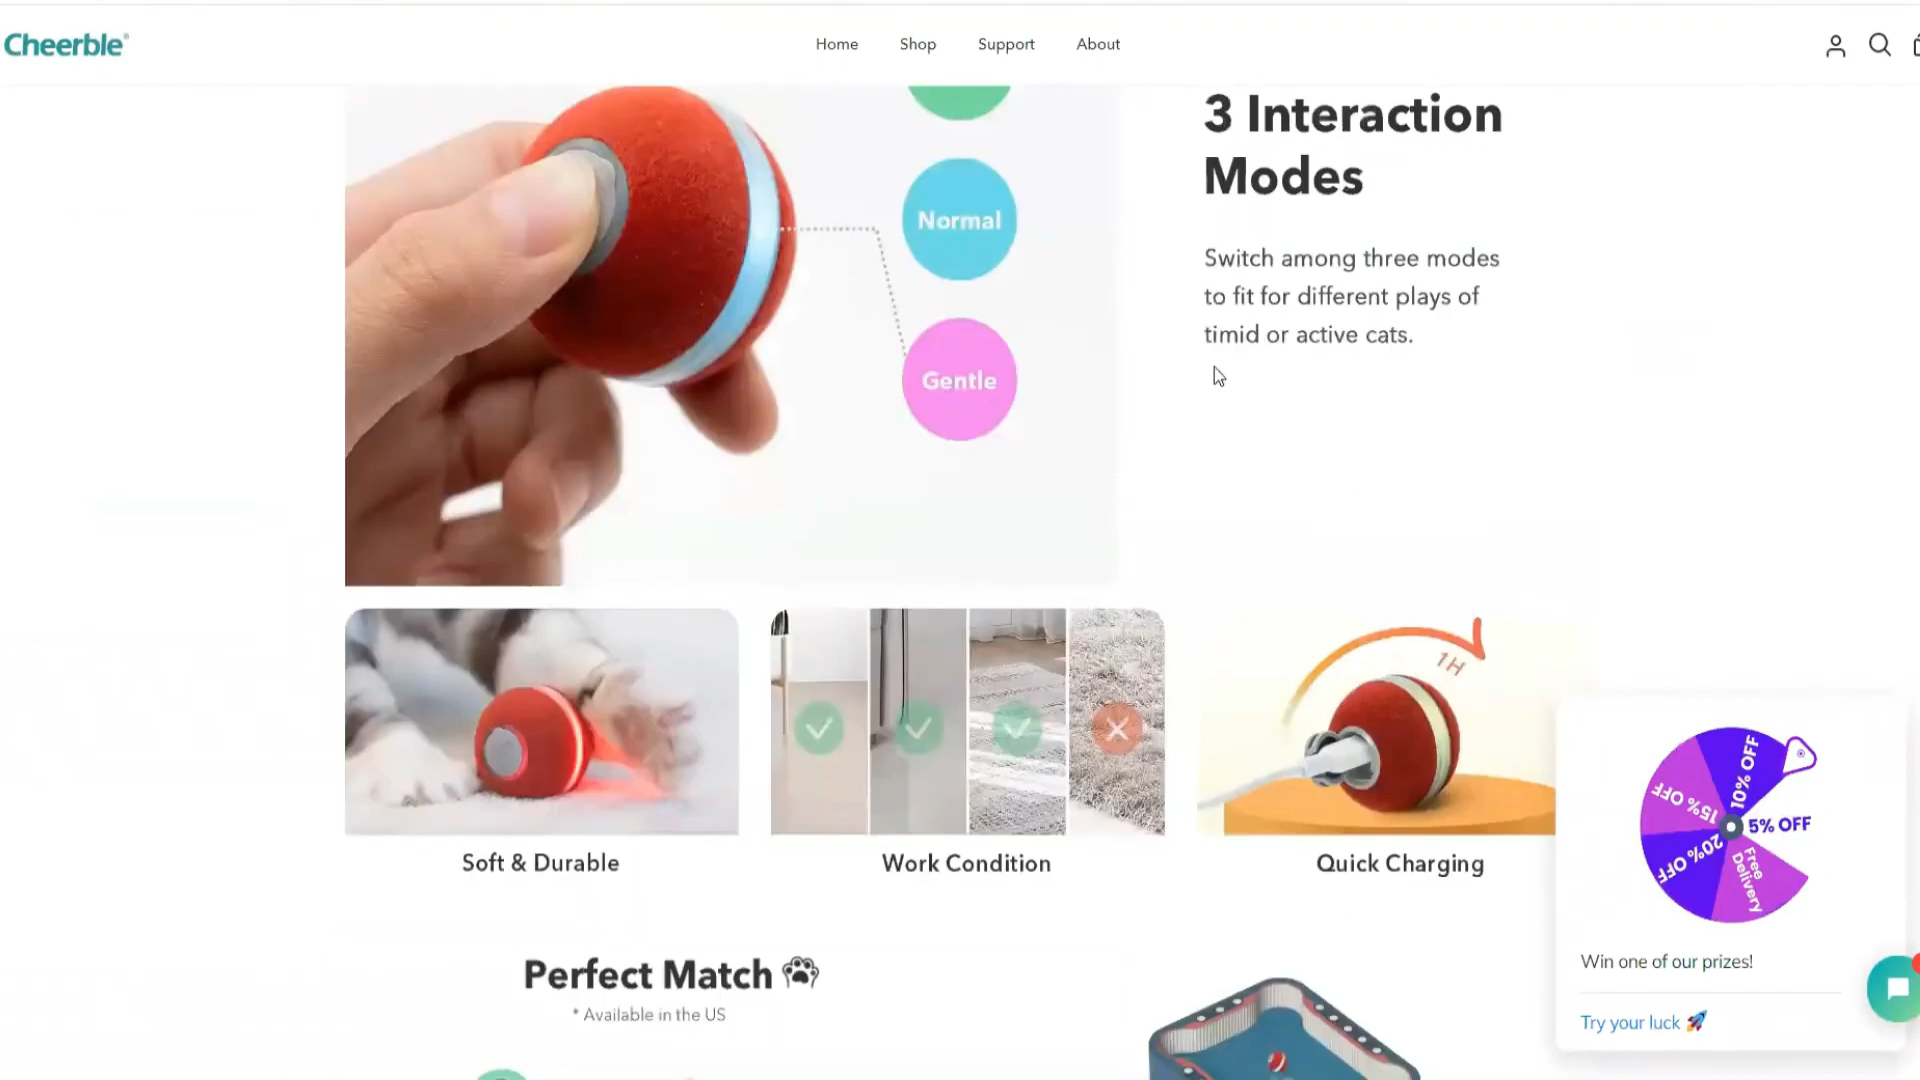 Cheerble®
Home
Shop
Support
About
3 Interaction
Modes
Switch among three modes
to fit for different plays of
timid or active cats.
Normal
Gentle
1H
Soft & Durable
Work Condition
Quick Charging
Perfect Match
* Available in the US
10% OFF
15% OFF
5% OFF
20% OFF
Free
Delivery
Win one of our prizes!
Try your luck 🚀